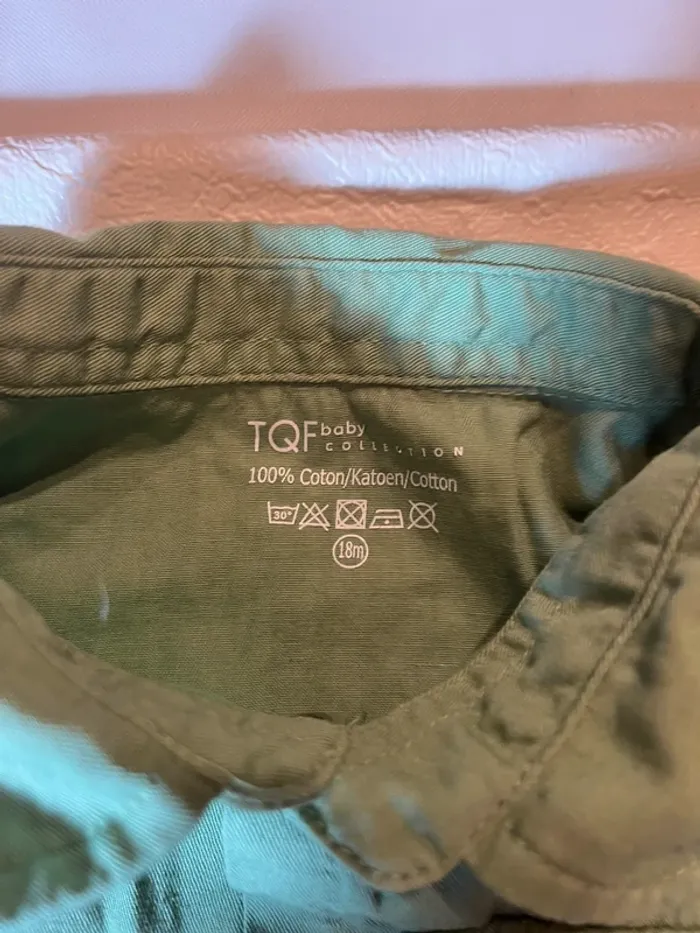 TQF baby
COLLECTION
100% Coton/Katoen/Cotton
30°
18m